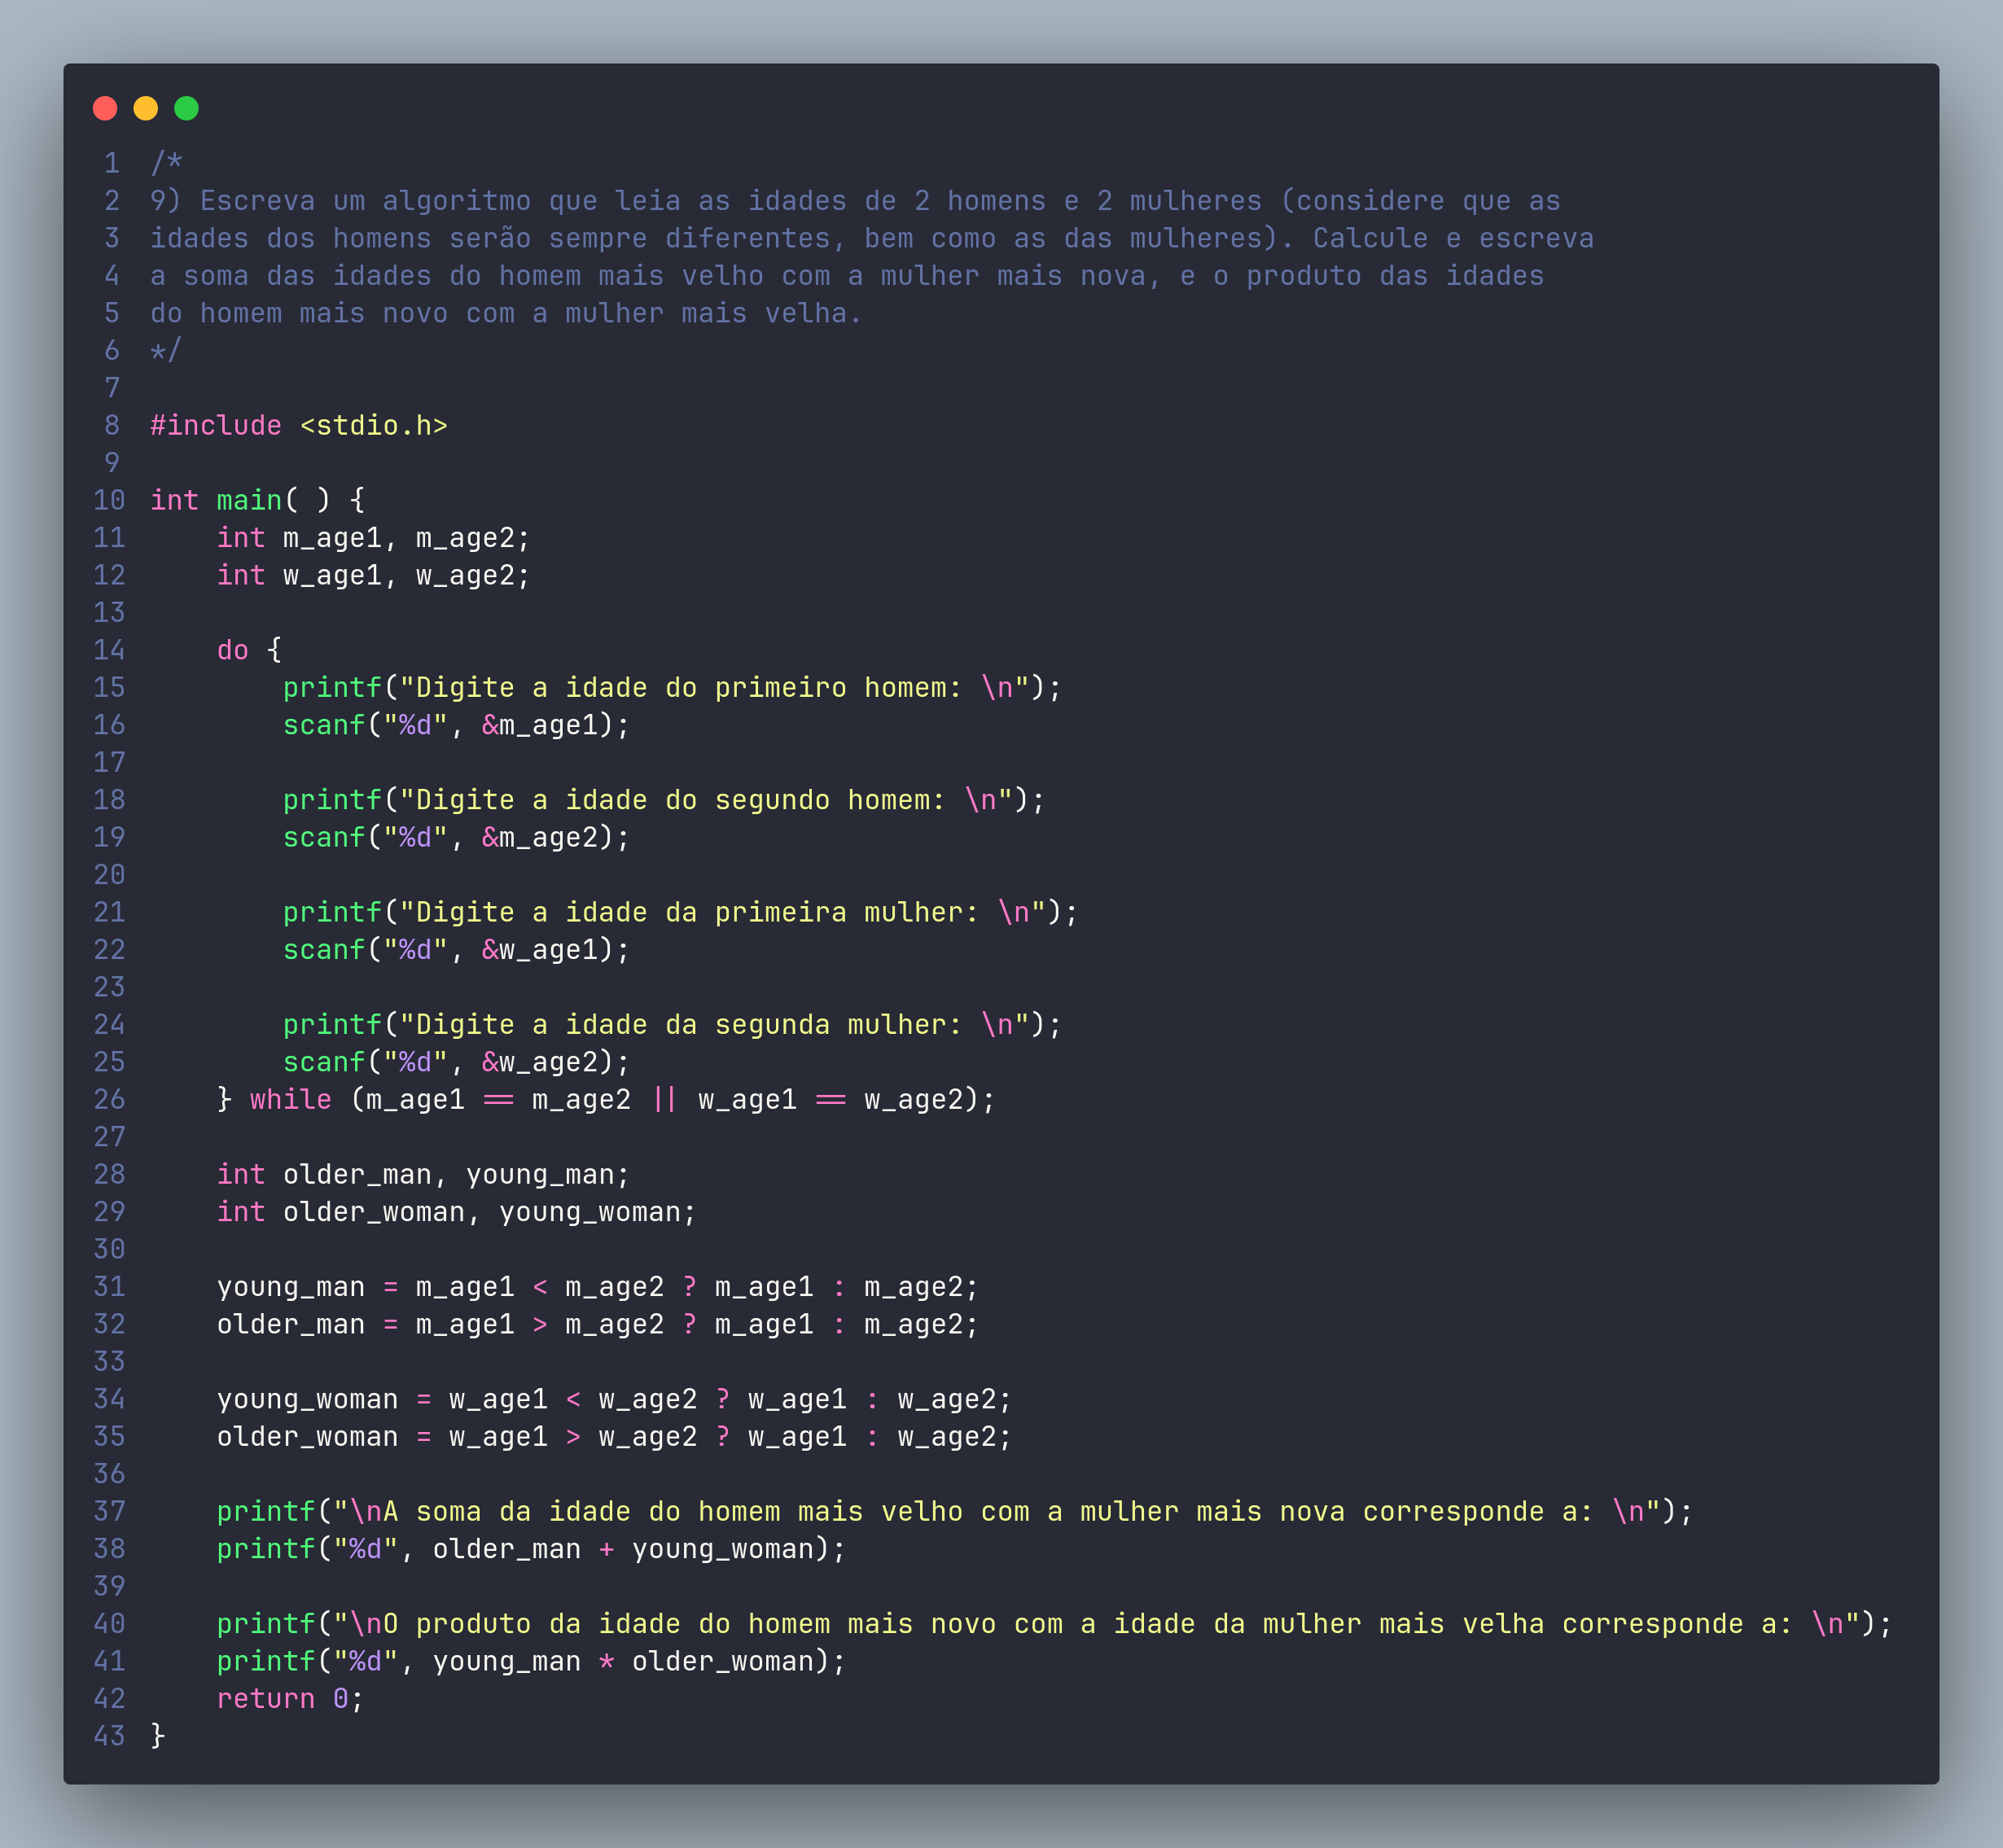 1 /*
2 9) Escreva um algoritmo que leia as idades de 2 homens e 2 mulheres (considere que as
3 idades dos homens serão sempre diferentes, bem como as das mulheres). Calcule e escreva
4 a soma das idades do homem mais velho com a mulher mais nova, e o produto das idades
5 do homem mais novo com a mulher mais velha.
6 */
7
8 #include <stdio.h>
9
10 int main( ) {
11     int m_age1, m_age2;
12     int w_age1, w_age2;
13
14     do {
15         printf("Digite a idade do primeiro homem: \n");
16         scanf("%d", &m_age1);
17
18         printf("Digite a idade do segundo homem: \n");
19         scanf("%d", &m_age2);
20
21         printf("Digite a idade da primeira mulher: \n");
22         scanf("%d", &w_age1);
23
24         printf("Digite a idade da segunda mulher: \n");
25         scanf("%d", &w_age2);
26     } while (m_age1 == m_age2 || w_age1 == w_age2);
27
28     int older_man, young_man;
29     int older_woman, young_woman;
30
31     young_man = m_age1 < m_age2 ? m_age1 : m_age2;
32     older_man = m_age1 > m_age2 ? m_age1 : m_age2;
33
34     young_woman = w_age1 < w_age2 ? w_age1 : w_age2;
35     older_woman = w_age1 > w_age2 ? w_age1 : w_age2;
36
37     printf("\nA soma da idade do homem mais velho com a mulher mais nova corresponde a: \n");
38     printf("%d", older_man + young_woman);
39
40     printf("\nO produto da idade do homem mais novo com a idade da mulher mais velha corresponde a: \n");
41     printf("%d", young_man * older_woman);
42     return 0;
43 }